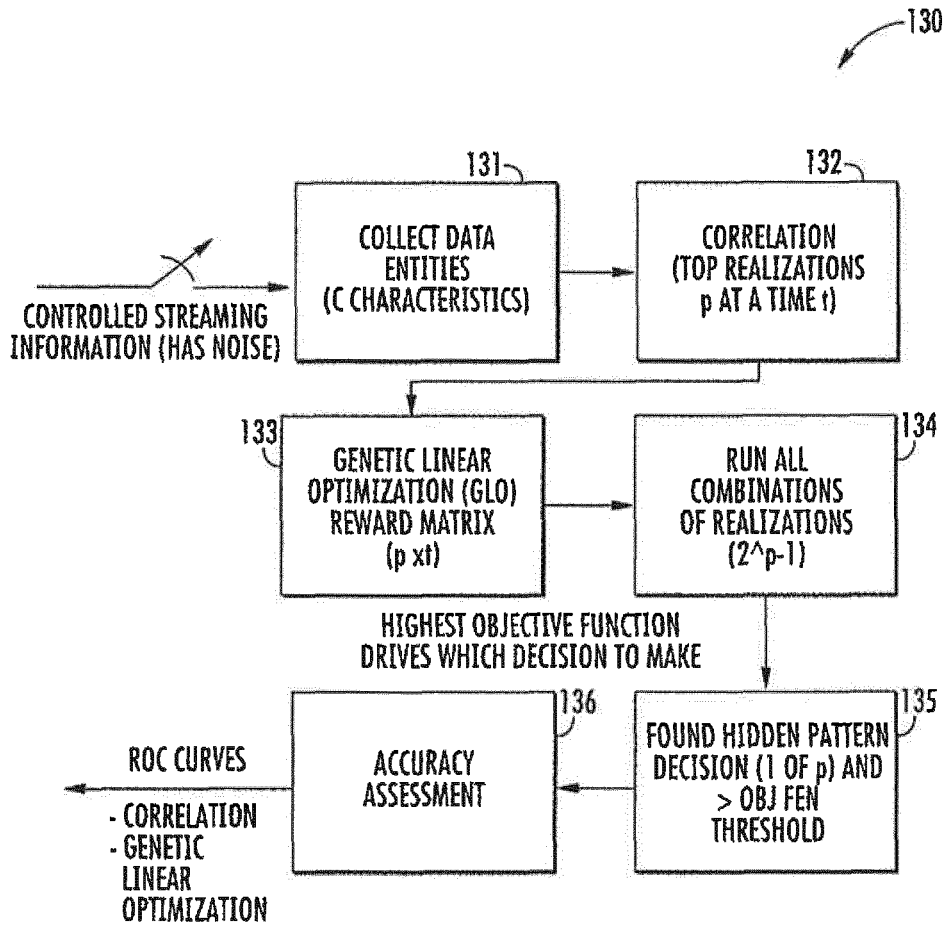 130
131
COLLECT DATA
ENTITIES
(C CHARACTERISTICS)
132
CORRELATION
(TOP REALIZATIONS
p AT A TIME t)
CONTROLLED STREAMING
INFORMATION (HAS NOISE)
133
GENETIC LINEAR
OPTIMIZATION (GLO)
REWARD MATRIX
(p xt)
134
RUN ALL
COMBINATIONS
OF REALIZATIONS
(2^p-1)
HIGHEST OBJECTIVE FUNCTION
DRIVES WHICH DECISION TO MAKE
135
FOUND HIDDEN PATTERN
DECISION (1 OF p) AND
> OBJ FEN
THRESHOLD
136
ACCURACY
ASSESSMENT
ROC CURVES
- CORRELATION
- GENETIC
LINEAR
OPTIMIZATION